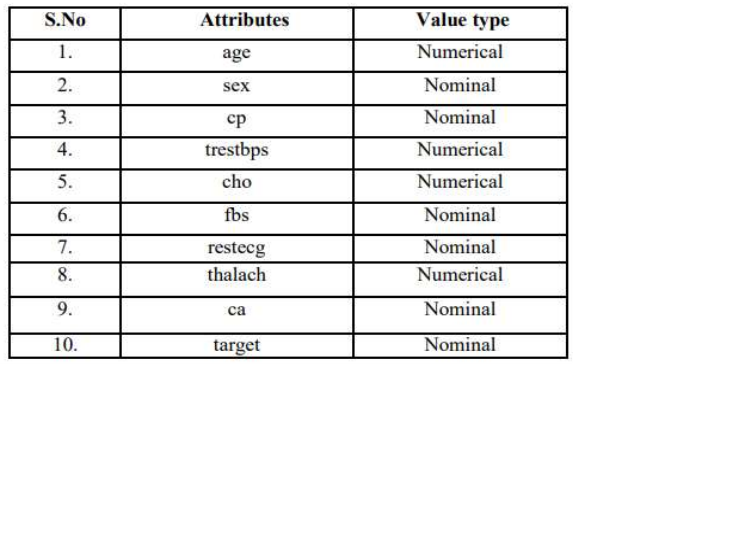 S.No Attributes Value type
1. age Numerical
2. sex Nominal
3. cp Nominal
4. trestbps Numerical
5. cho Numerical
6. fbs Nominal
7. restecg Nominal
8. thalach Numerical
9. ca Nominal
10. target Nominal